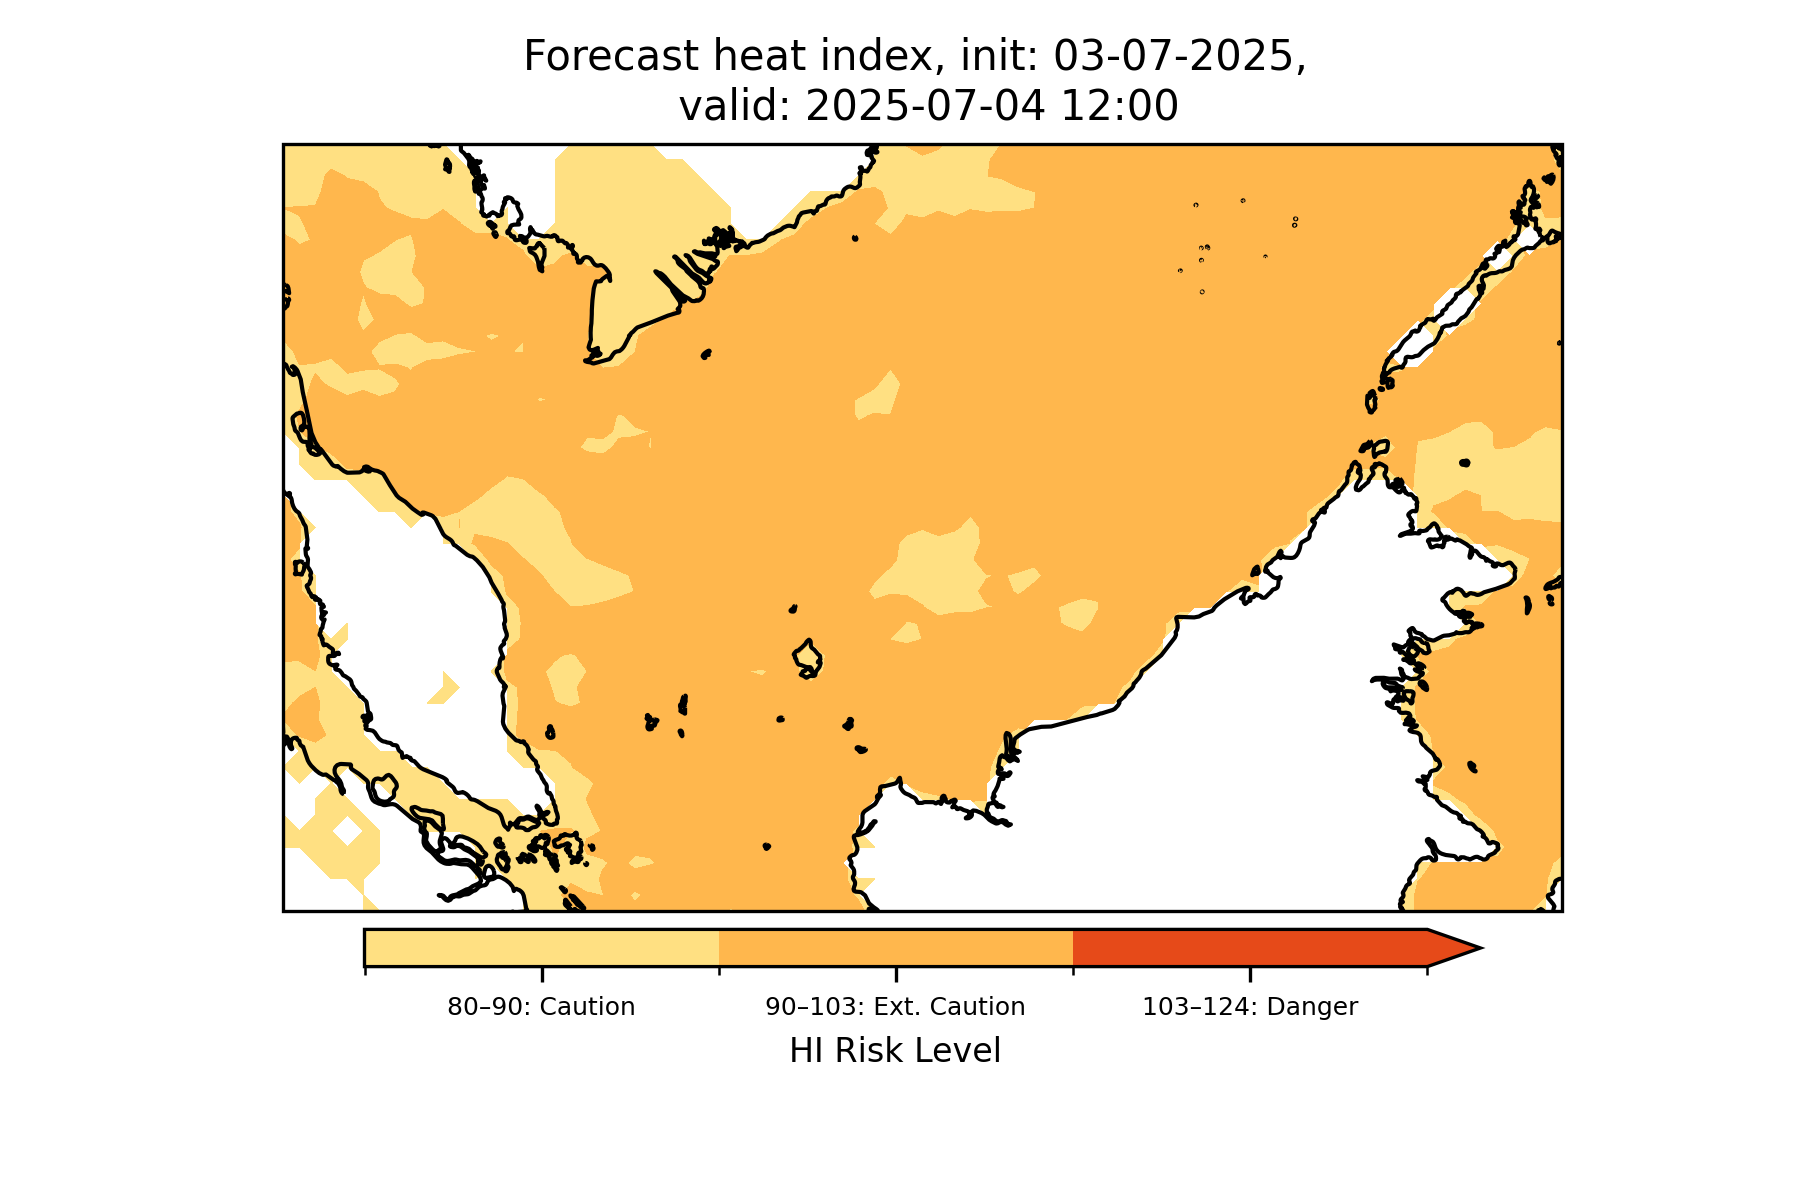 Forecast heat index, init: 03-07-2025,
valid: 2025-07-04 12:00
80–90: Caution
90–103: Ext. Caution
103–124: Danger
HI Risk Level